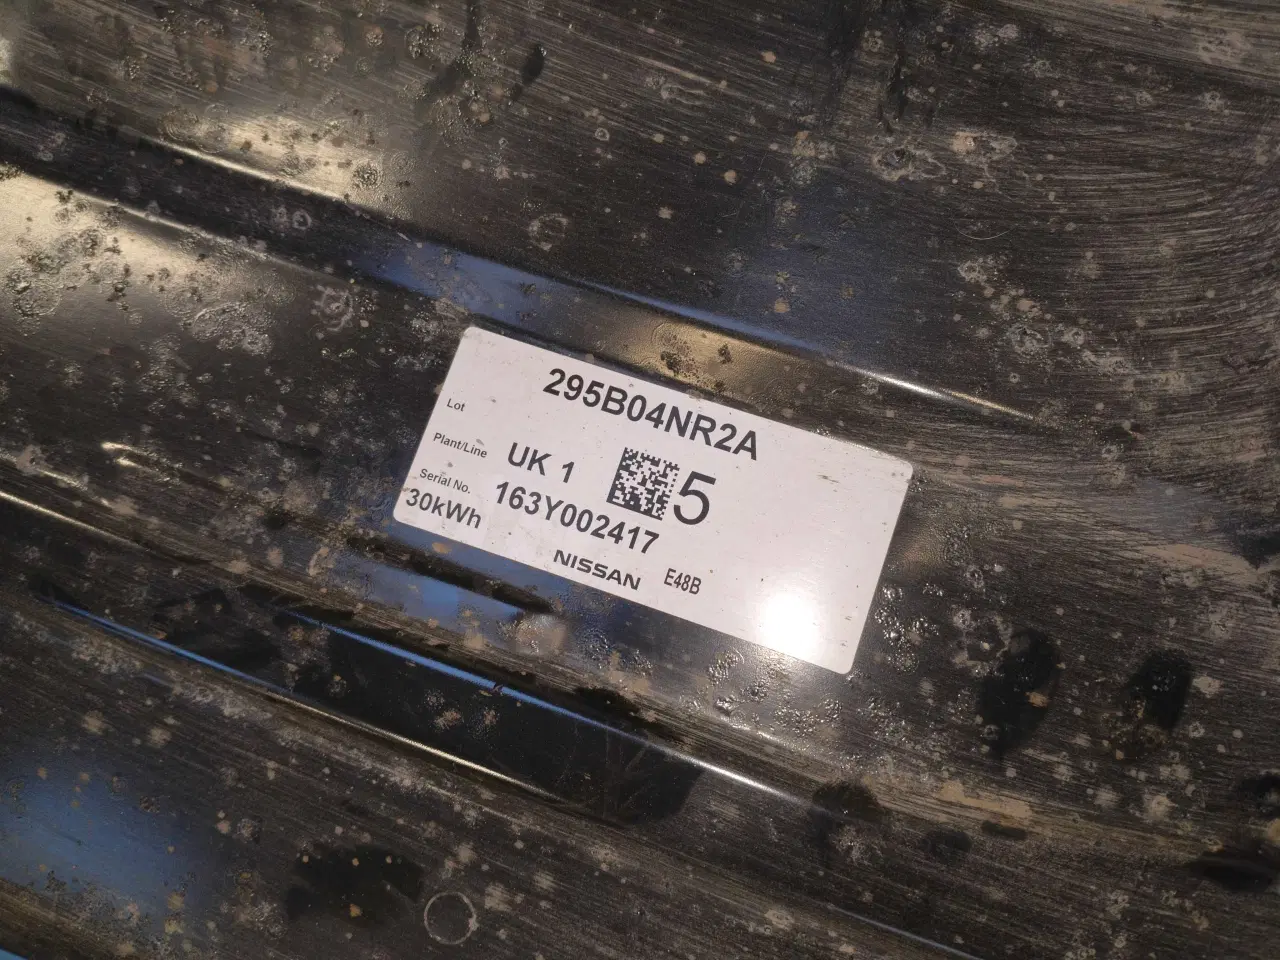 295B04NR2A
Lot
Plant/Line UK 1 5
Serial No. 163Y002417
30kWh
NISSAN E48B